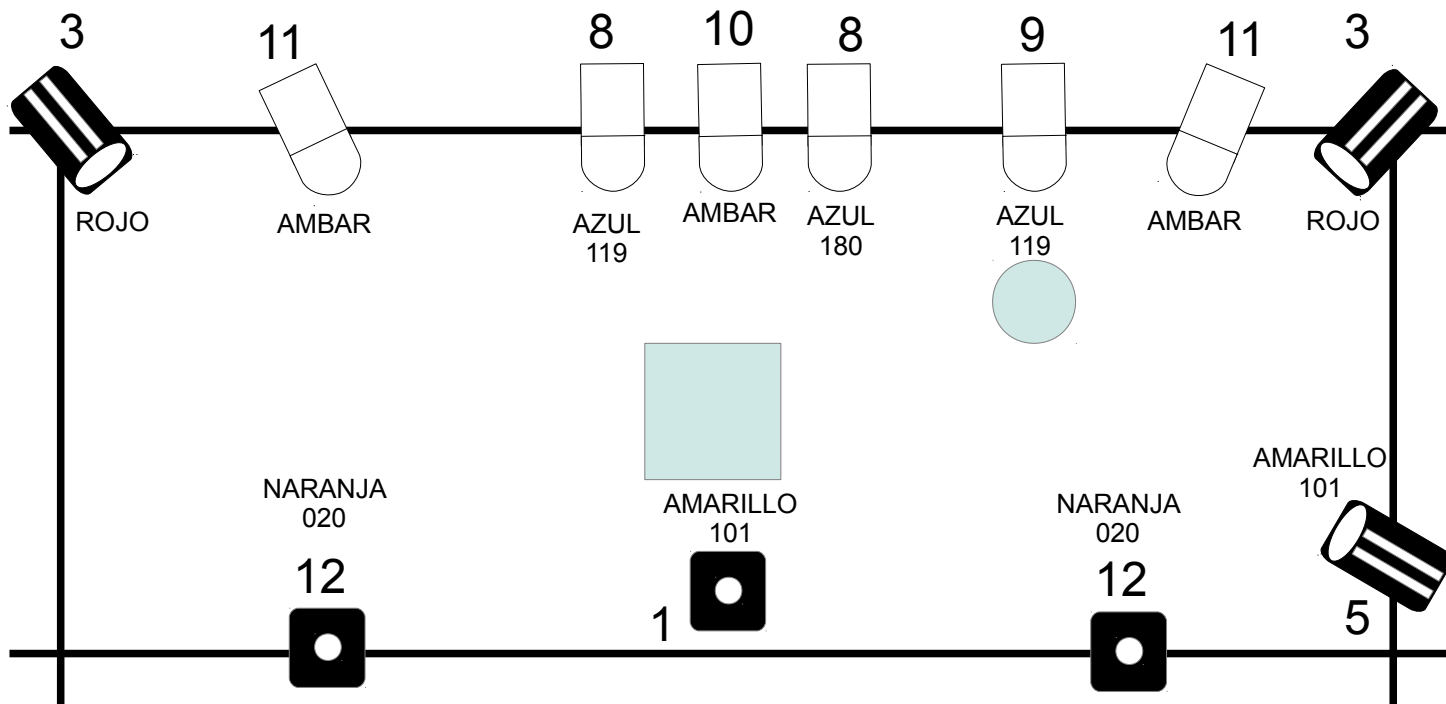 3
11
8
10
8
9
11
3
ROJO
AMBAR
AZUL
119
AMBAR
AZUL
180
AZUL
119
AMBAR
ROJO
NARANJA
020
12
AMARILLO
101
1
NARANJA
020
12
AMARILLO
101
5